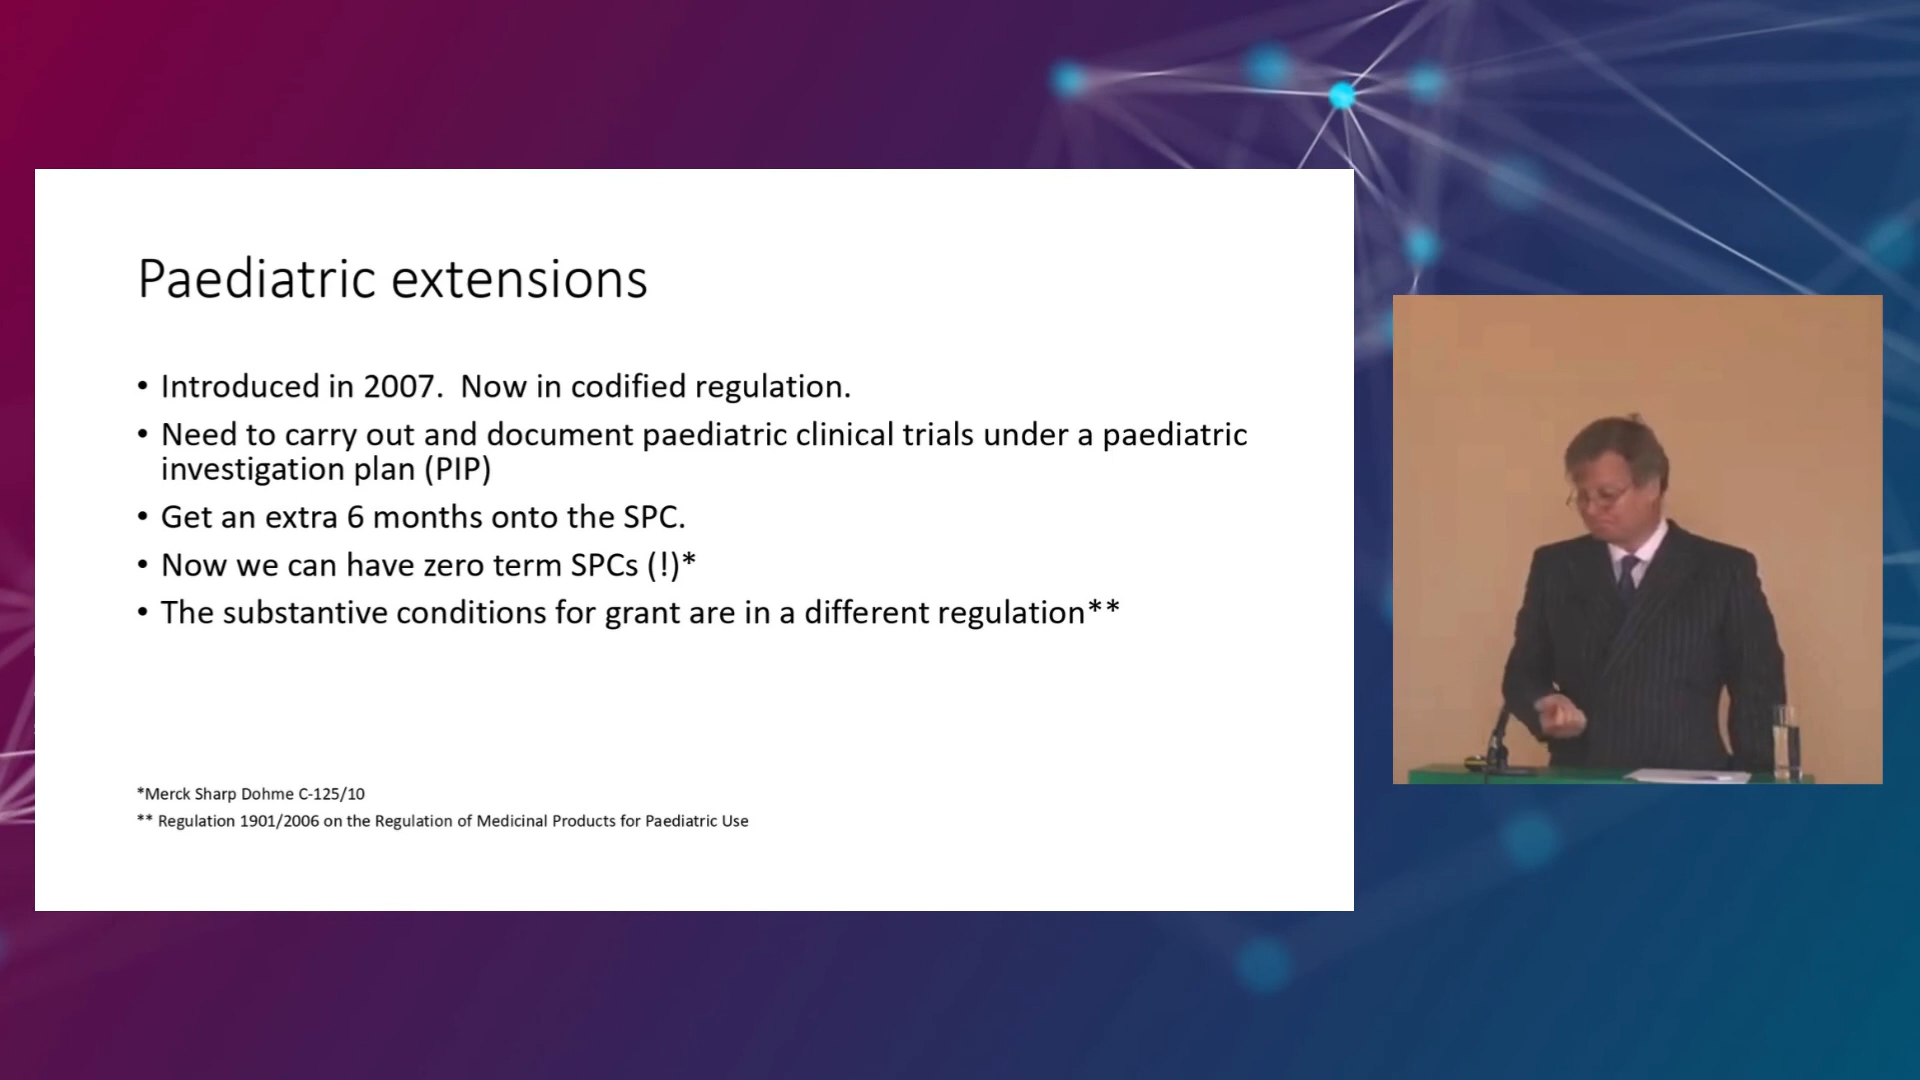 Paediatric extensions
• Introduced in 2007.  Now in codified regulation.
• Need to carry out and document paediatric clinical trials under a paediatric
investigation plan (PIP)
• Get an extra 6 months onto the SPC.
• Now we can have zero term SPCs (!)*
• The substantive conditions for grant are in a different regulation**
*Merck Sharp Dohme C-125/10
** Regulation 1901/2006 on the Regulation of Medicinal Products for Paediatric Use